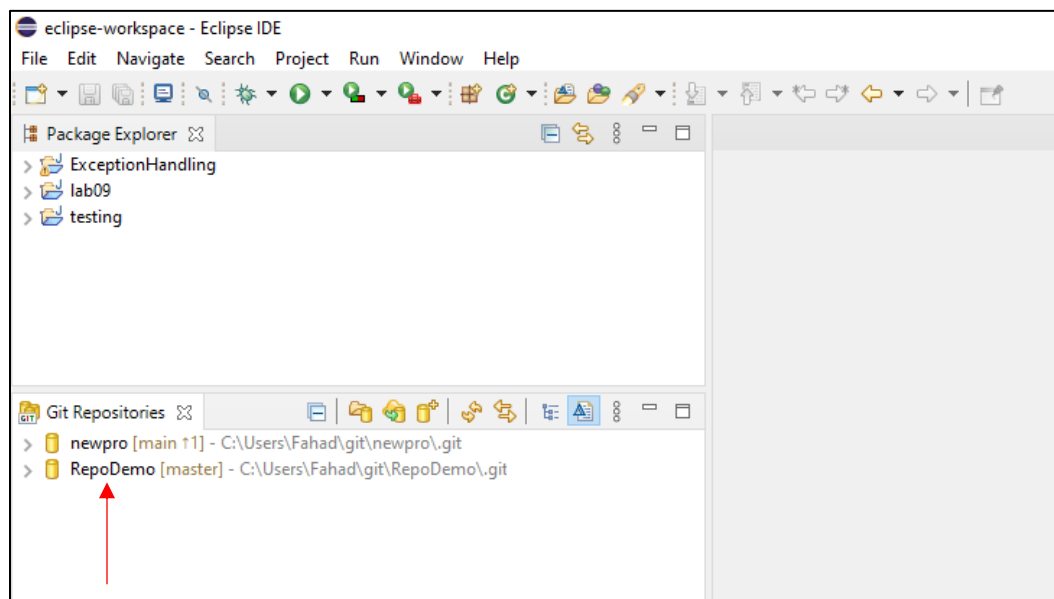 eclipse-workspace - Eclipse IDE
File Edit Navigate Search Project Run Window Help
Package Explorer
ExceptionHandling
lab09
testing
GIT
Git Repositories
newpro [main ↑1] - C:\Users\Fahad\git\newpro\.git
RepoDemo [master] - C:\Users\Fahad\git\RepoDemo\.git